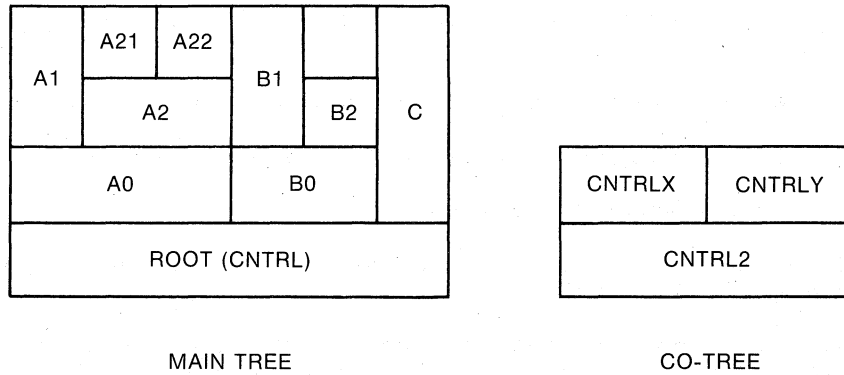 A21 A22
A1 B1
A2 B2 C
A0 B0 CNTRLX CNTRLY
ROOT (CNTRL) CNTRL2
MAIN TREE CO-TREE